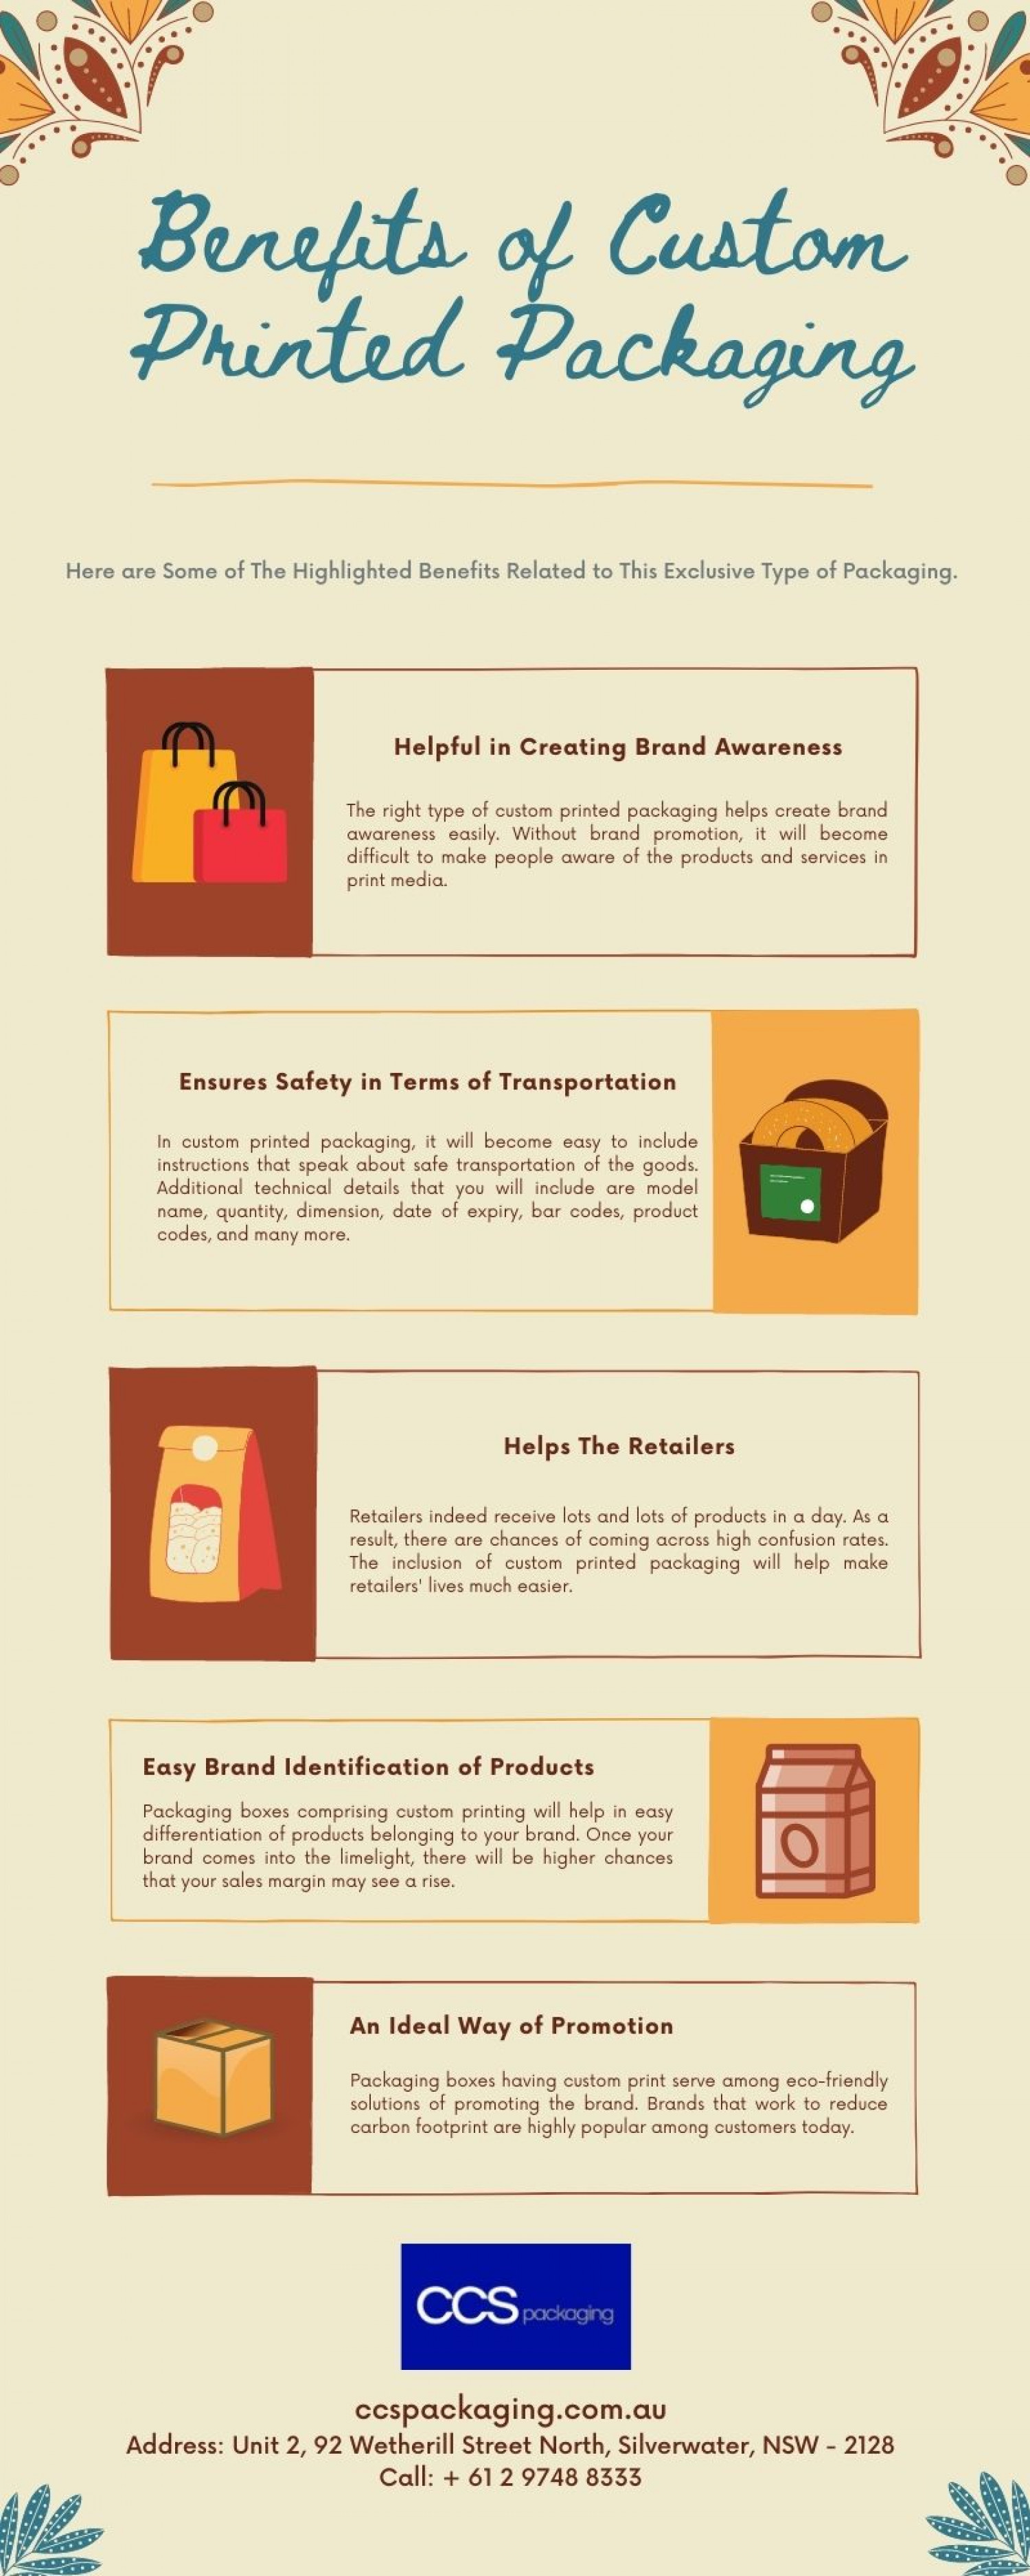 Benefits of Custom
Printed Packaging
Here are Some of The Highlighted Benefits Related to This Exclusive Type of Packaging.
Helpful in Creating Brand Awareness
The right type of custom printed packaging helps create brand
awareness easily. Without brand promotion, it will become
difficult to make people aware of the products and services in
print media.
Ensures Safety in Terms of Transportation
In custom printed packaging, it will become easy to include
instructions that speak about safe transportation of the goods.
Additional technical details that you will include are model
name, quantity, dimension, date of expiry, bar codes, product
codes, and many more.
Helps The Retailers
Retailers indeed receive lots and lots of products in a day. As a
result, there are chances of coming across high confusion rates.
The inclusion of custom printed packaging will help make
retailers' lives much easier.
Easy Brand Identification of Products
Packaging boxes comprising custom printing will help in easy
differentiation of products belonging to your brand. Once your
brand comes into the limelight, there will be higher chances
that your sales margin may see a rise.
An Ideal Way of Promotion
Packaging boxes having custom print serve among eco-friendly
solutions of promoting the brand. Brands that work to reduce
carbon footprint are highly popular among customers today.
CCS packaging
ccspackaging.com.au
Address: Unit 2, 92 Wetherill Street North, Silverwater, NSW - 2128
Call: + 61 2 9748 8333